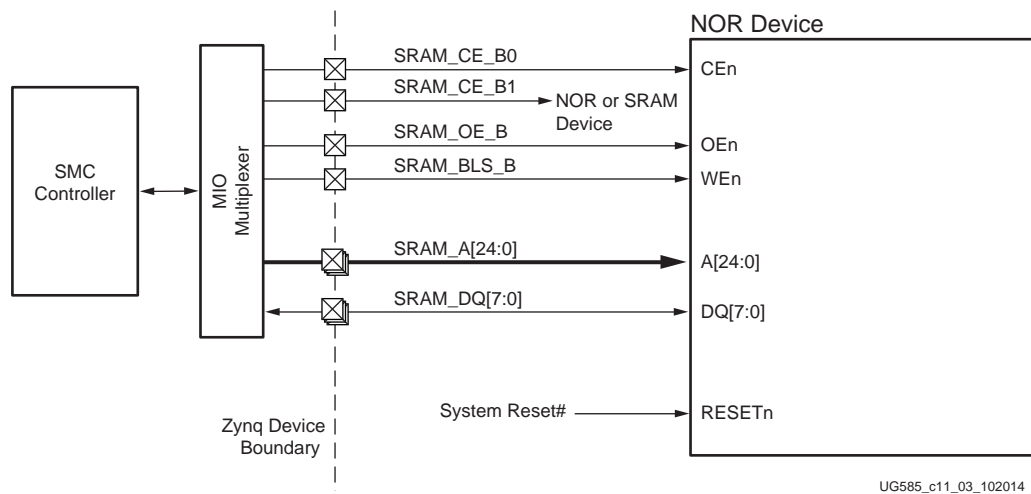 NOR Device
SRAM_CE_B0
CEn
SRAM_CE_B1
NOR or SRAM
Device
SRAM_OE_B
OEn
SMC
Controller
MIO
Multiplexer
SRAM_BLS_B
WEn
SRAM_A[24:0]
A[24:0]
SRAM_DQ[7:0]
DQ[7:0]
System Reset#
RESETn
Zynq Device
Boundary
UG585_c11_03_102014